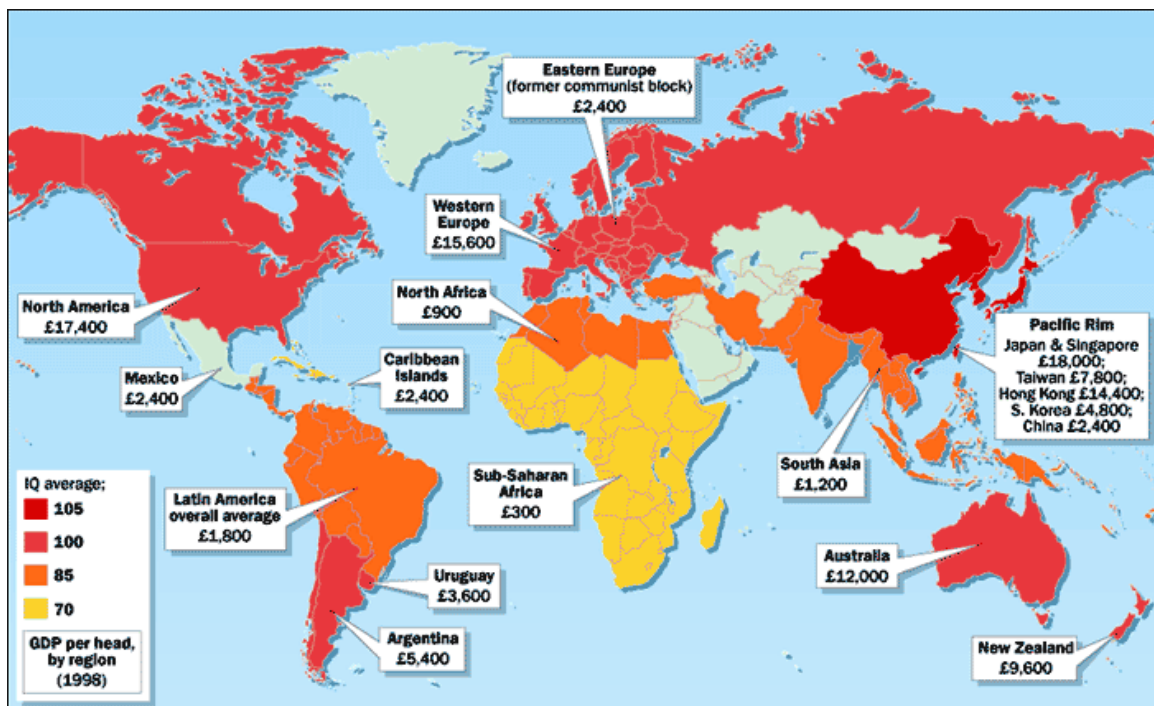 Eastern Europe
(former communist block)
£2,400
Western
Europe
£15,600
North America
£17,400
North Africa
£900
Pacific Rim
Japan & Singapore
£18,000;
Taiwan £7,800;
Hong Kong £14,400;
S. Korea £4,800;
China £2,400
Mexico
£2,400
Caribbean
Islands
£2,400
South Asia
£1,200
Sub-Saharan
Africa
£300
Latin America
overall average
£1,800
Uruguay
£3,600
Argentina
£5,400
Australia
£12,000
New Zealand
£9,600
IQ average;
105
100
85
70
GDP per head,
by region
(1998)